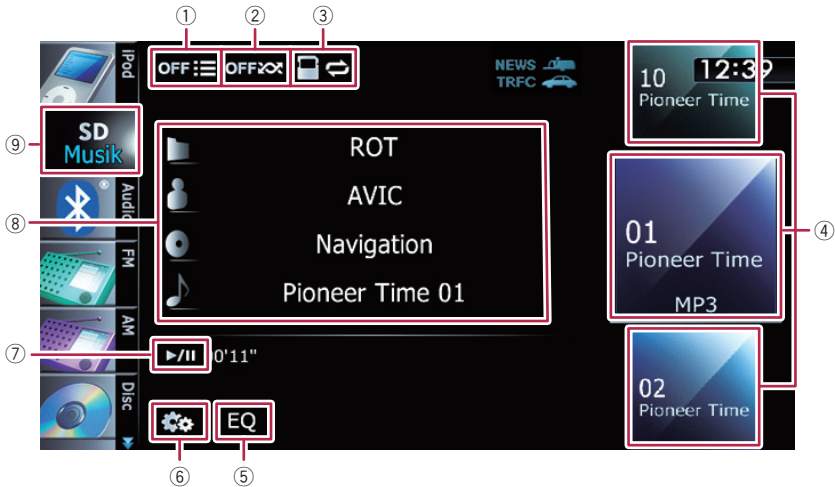 ① ② ③
iPod
OFF OFF
NEWS
TRFC
12:39
10
Pioneer Time
⑨
SD
Musik
ROT
⑧
AVIC
Audio
④
01
Pioneer Time
MP3
Navigation
FM
Pioneer Time 01
AM
⑦
►/II 00'11"
02
Pioneer Time
Disc
EQ
⑥ ⑤